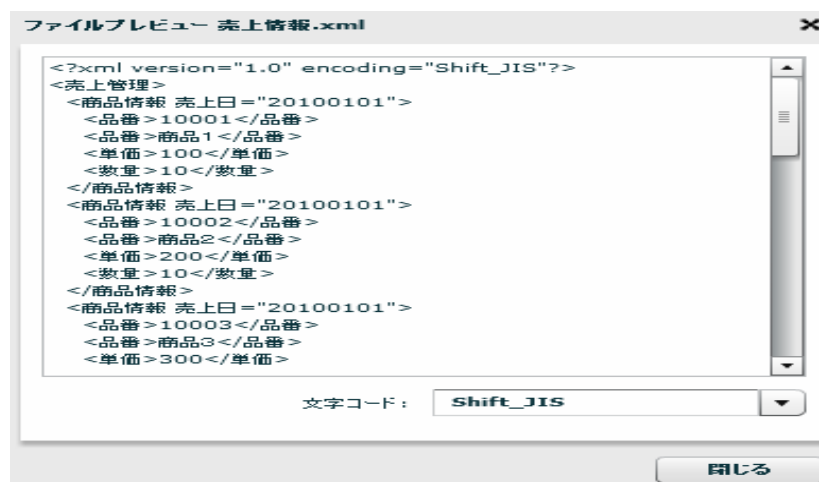 ファイルプレビュー 売上情報.xml
<?xml version="1.0" encoding="Shift_JIS"?>
<売上管理>
<商品情報 売上日="20100101">
<品番>10001</品番>
<品番>商品1</品番>
<単価>100</単価>
<数量>10</数量>
</商品情報>
<商品情報 売上日="20100101">
<品番>10002</品番>
<品番>商品2</品番>
<単価>200</単価>
<数量>10</数量>
</商品情報>
<商品情報 売上日="20100101">
<品番>10003</品番>
<品番>商品3</品番>
<単価>300</単価>
文字コード: Shift_JIS
閉じる